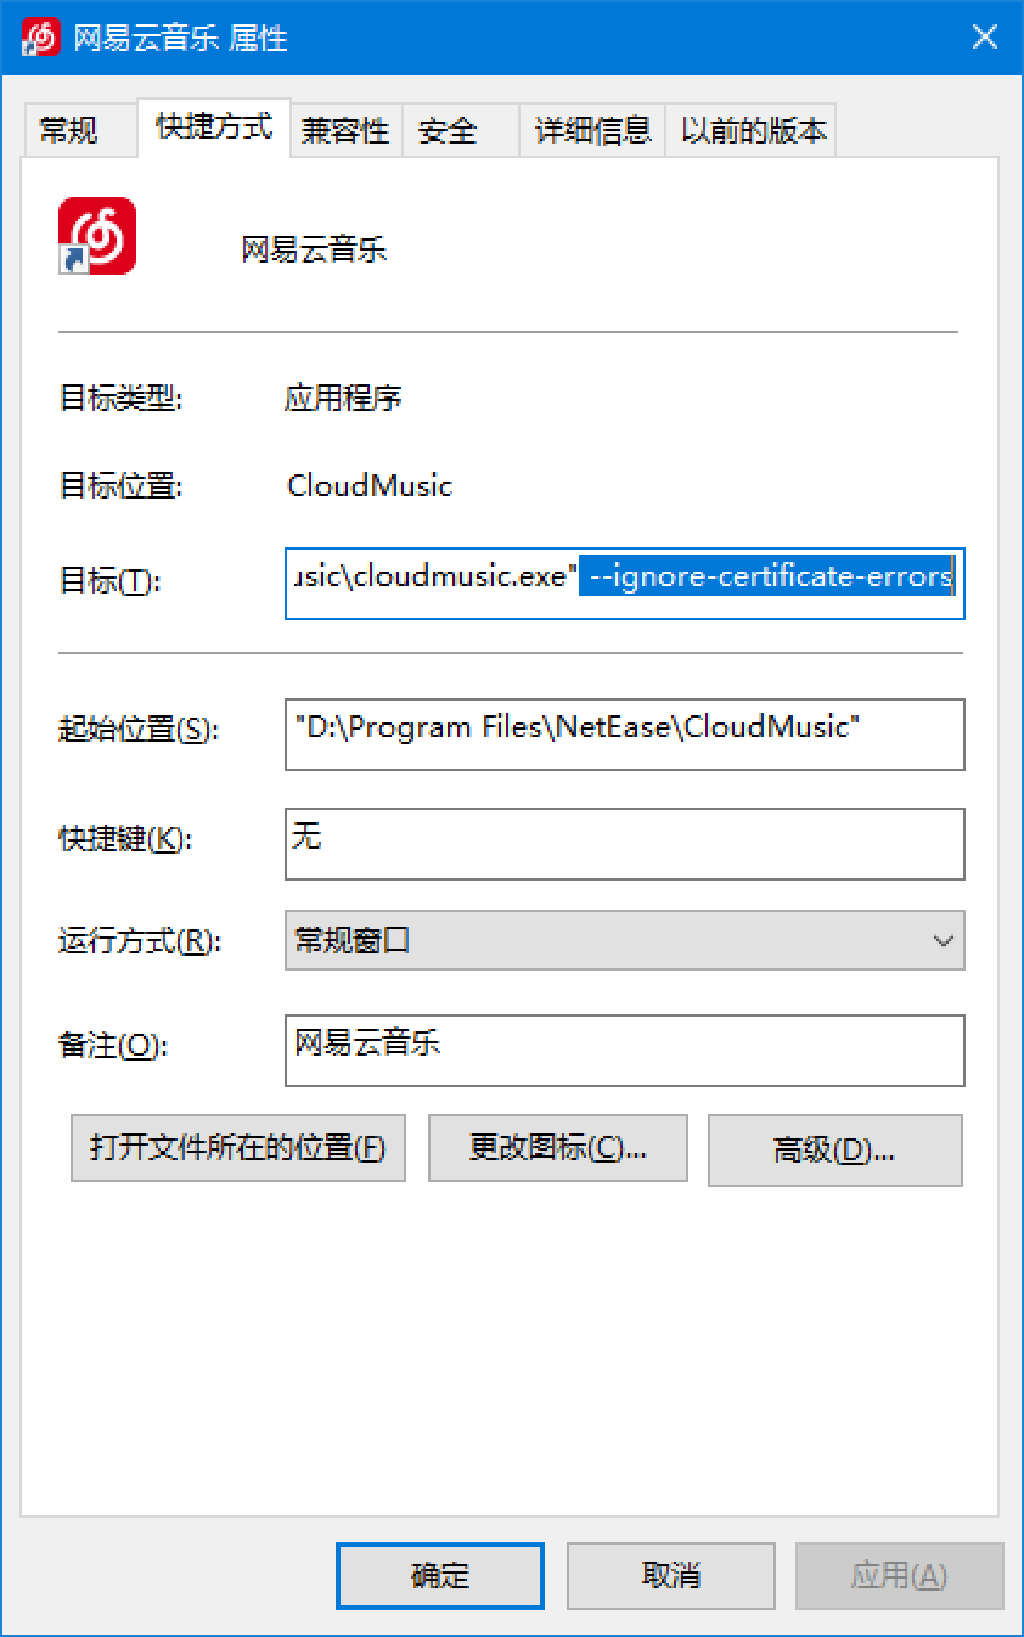 网易云音乐 属性
常规 快捷方式 兼容性 安全 详细信息 以前的版本
网易云音乐
目标类型: 应用程序
目标位置: CloudMusic
目标(T): usic\cloudmusic.exe" --ignore-certificate-errors
起始位置(S): "D:\Program Files\NetEase\CloudMusic"
快捷键(K): 无
运行方式(R): 常规窗口
备注(O): 网易云音乐
打开文件所在的位置(F) 更改图标(C)... 高级(D)...
确定 取消 应用(A)